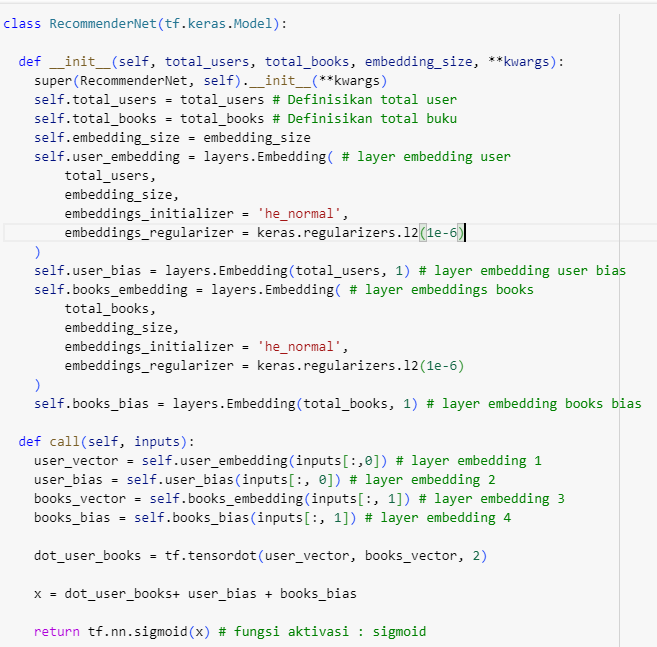 class RecommenderNet(tf.keras.Model):
  def __init__(self, total_users, total_books, embedding_size, **kwargs):
    super(RecommenderNet, self).__init__(**kwargs)
    self.total_users = total_users # Definisikan total user
    self.total_books = total_books # Definisikan total buku
    self.embedding_size = embedding_size
    self.user_embedding = layers.Embedding( # layer embedding user
        total_users,
        embedding_size,
        embeddings_initializer = 'he_normal',
        embeddings_regularizer = keras.regularizers.l2(1e-6)
    )
    self.user_bias = layers.Embedding(total_users, 1) # layer embedding user bias
    self.books_embedding = layers.Embedding( # layer embeddings books
        total_books,
        embedding_size,
        embeddings_initializer = 'he_normal',
        embeddings_regularizer = keras.regularizers.l2(1e-6)
    )
    self.books_bias = layers.Embedding(total_books, 1) # layer embedding books bias
  def call(self, inputs):
    user_vector = self.user_embedding(inputs[:,0]) # layer embedding 1
    user_bias = self.user_bias(inputs[:, 0]) # layer embedding 2
    books_vector = self.books_embedding(inputs[:, 1]) # layer embedding 3
    books_bias = self.books_bias(inputs[:, 1]) # layer embedding 4
    dot_user_books = tf.tensordot(user_vector, books_vector, 2)
    x = dot_user_books+ user_bias + books_bias
    return tf.nn.sigmoid(x) # fungsi aktivasi : sigmoid